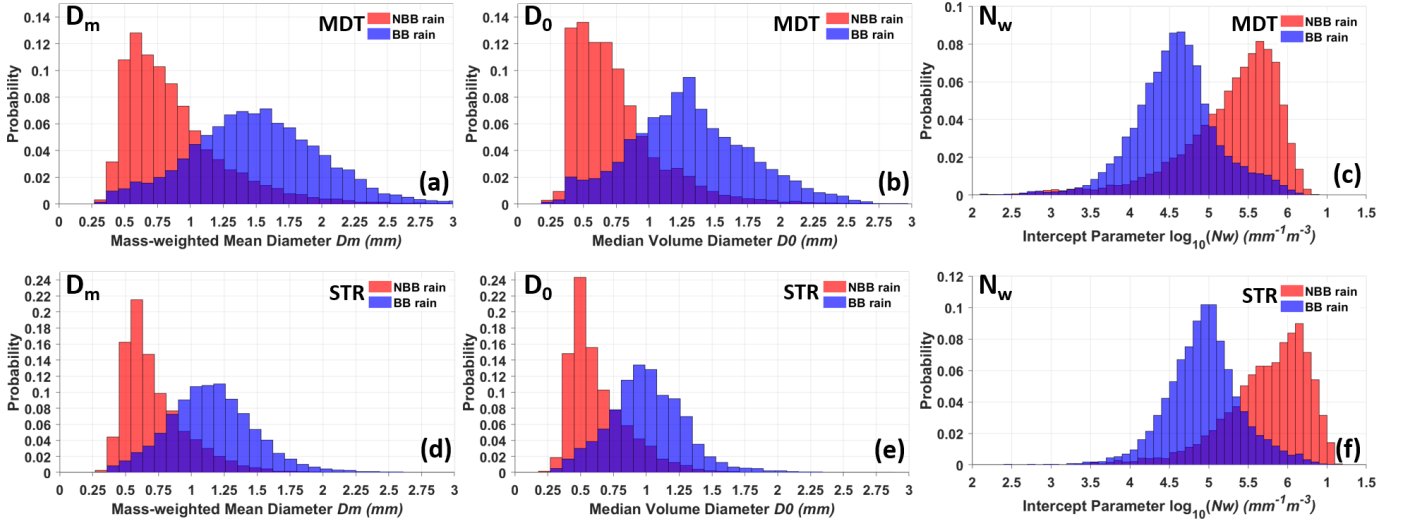 D_m
MDT
NBB rain
BB rain
0.14
0.12
0.1
0.08
0.06
0.04
0.02
0
Probability
(a)
0 0.25 0.5 0.75 1 1.25 1.5 1.75 2 2.25 2.5 2.75 3
Mass-weighted Mean Diameter Dm (mm)
D_0
MDT
NBB rain
BB rain
0.14
0.12
0.1
0.08
0.06
0.04
0.02
0
Probability
(b)
0.25 0.5 0.75 1 1.25 1.5 1.75 2 2.25 2.5 2.75 3
Median Volume Diameter D0 (mm)
N_w
MDT
NBB rain
BB rain
0.1
0.08
0.06
0.04
0.02
0
Probability
(c)
2 2.5 3 3.5 4 4.5 5 5.5 6 1 1.5
Intercept Parameter log_10(Nw) (mm^-1m^-3)
D_m
STR
NBB rain
BB rain
0.24
0.22
0.2
0.18
0.16
0.14
0.12
0.1
0.08
0.06
0.04
0.02
0
Probability
(d)
0 0.25 0.5 0.75 1 1.25 1.5 1.75 2 2.25 2.5 2.75 3
Mass-weighted Mean Diameter Dm (mm)
D_0
STR
NBB rain
BB rain
0.24
0.22
0.2
0.18
0.16
0.14
0.12
0.1
0.08
0.06
0.04
0.02
0
Probability
(e)
0.25 0.5 0.75 1 1.25 1.5 1.75 2 2.25 2.5 2.75 3
Median Volume Diameter D0 (mm)
N_w
STR
NBB rain
BB rain
0.12
0.1
0.08
0.06
0.04
0.02
0
Probability
(f)
2 2.5 3 3.5 4 4.5 5 5.5 6 1 1.5
Intercept Parameter log_10(Nw) (mm^-1m^-3)